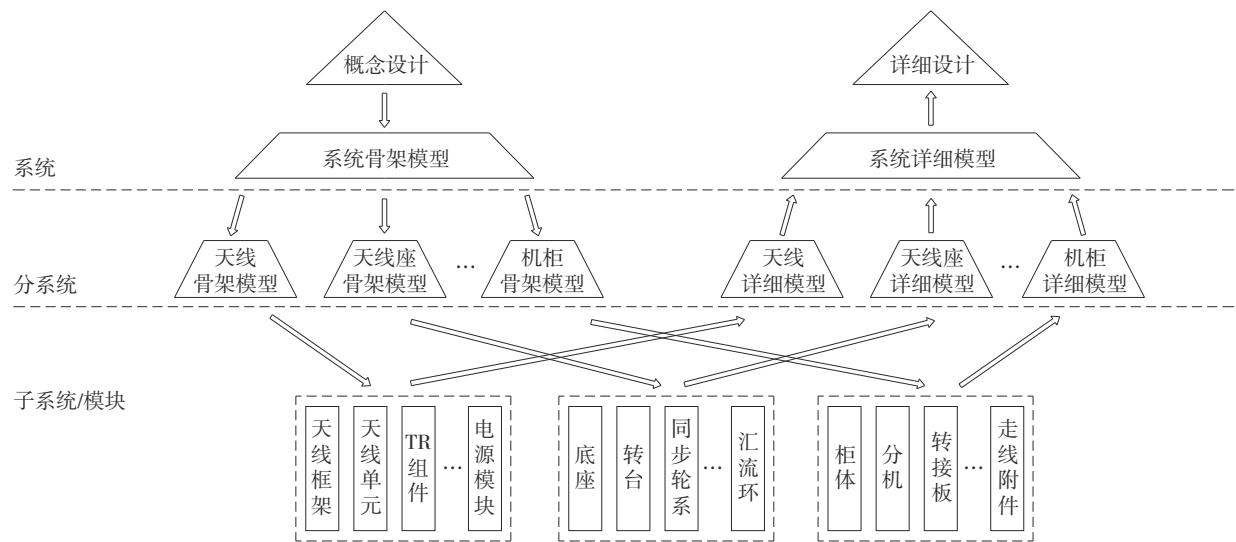 概念设计
详细设计
系统骨架模型
系统详细模型
系统
天线
骨架模型
天线座
骨架模型
…
机柜
骨架模型
天线
详细模型
天线座
详细模型
…
机柜
详细模型
分系统
子系统/模块
天线框架
天线单元
TR组件
…
电源模块
底座
转台
同步轮系
…
汇流环
柜体
分机
转接板
…
走线附件